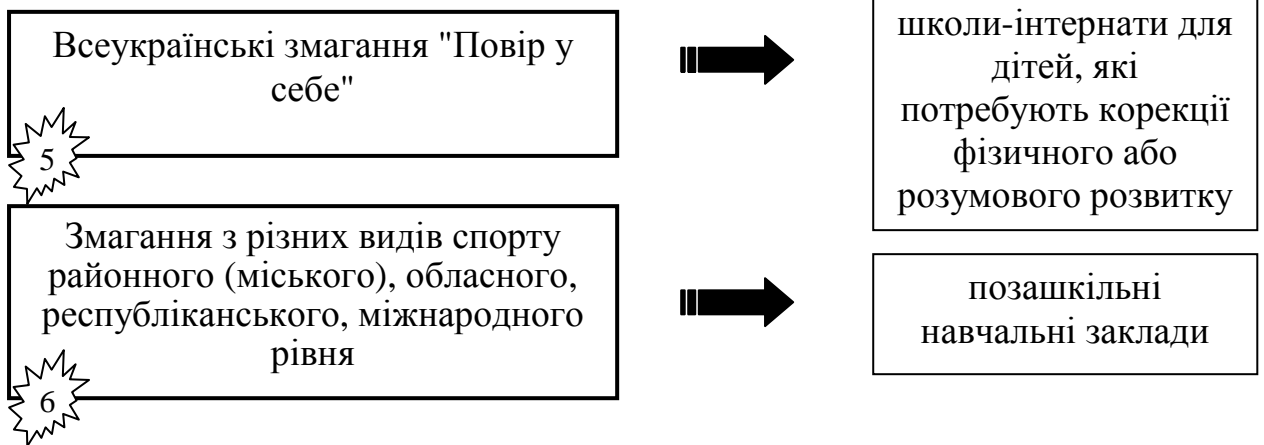 Всеукраїнські змагання "Повір у
себе"
5
школи-інтернати для
дітей, які
потребують корекції
фізичного або
розумового розвитку
Змагання з різних видів спорту
районного (міського), обласного,
республіканського, міжнародного
рівня
6
позашкільні
навчальні заклади